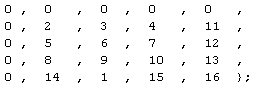 0 , 0 , 0 , 0 , 0 ,
0 , 2 , 3 , 4 , 11 ,
0 , 5 , 6 , 7 , 12 ,
0 , 8 , 9 , 10 , 13 ,
0 , 14 , 1 , 15 , 16 };